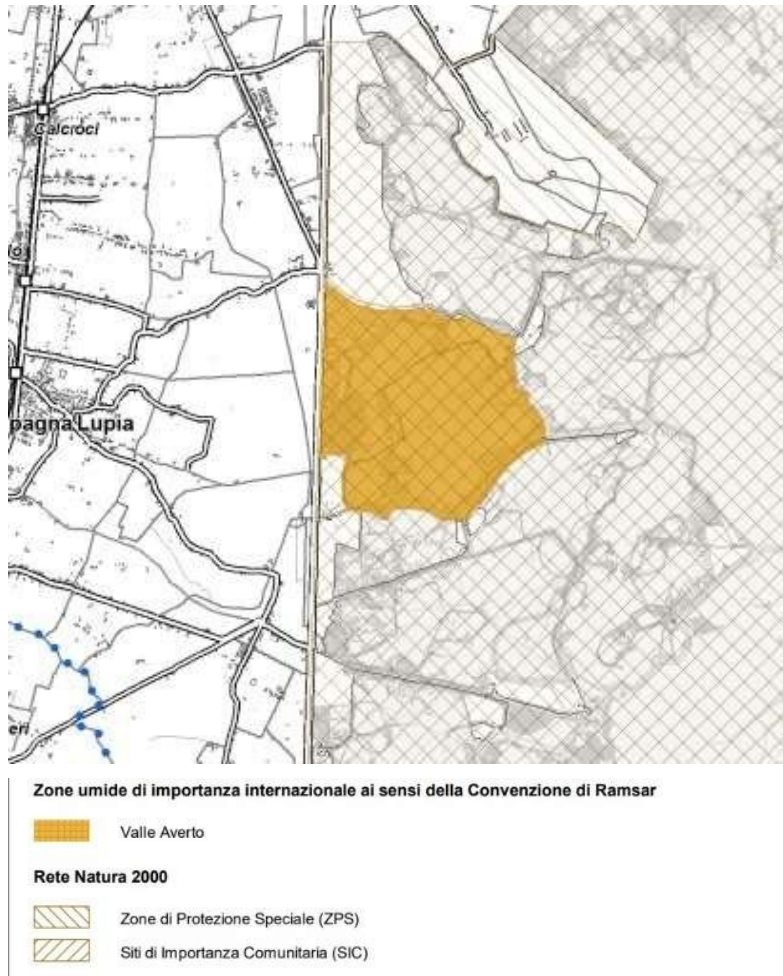 Calcroci
pagna Lupia
eri
Zone umide di importanza internazionale ai sensi della Convenzione di Ramsar
Valle Averto
Rete Natura 2000
Zone di Protezione Speciale (ZPS)
Siti di Importanza Comunitaria (SIC)